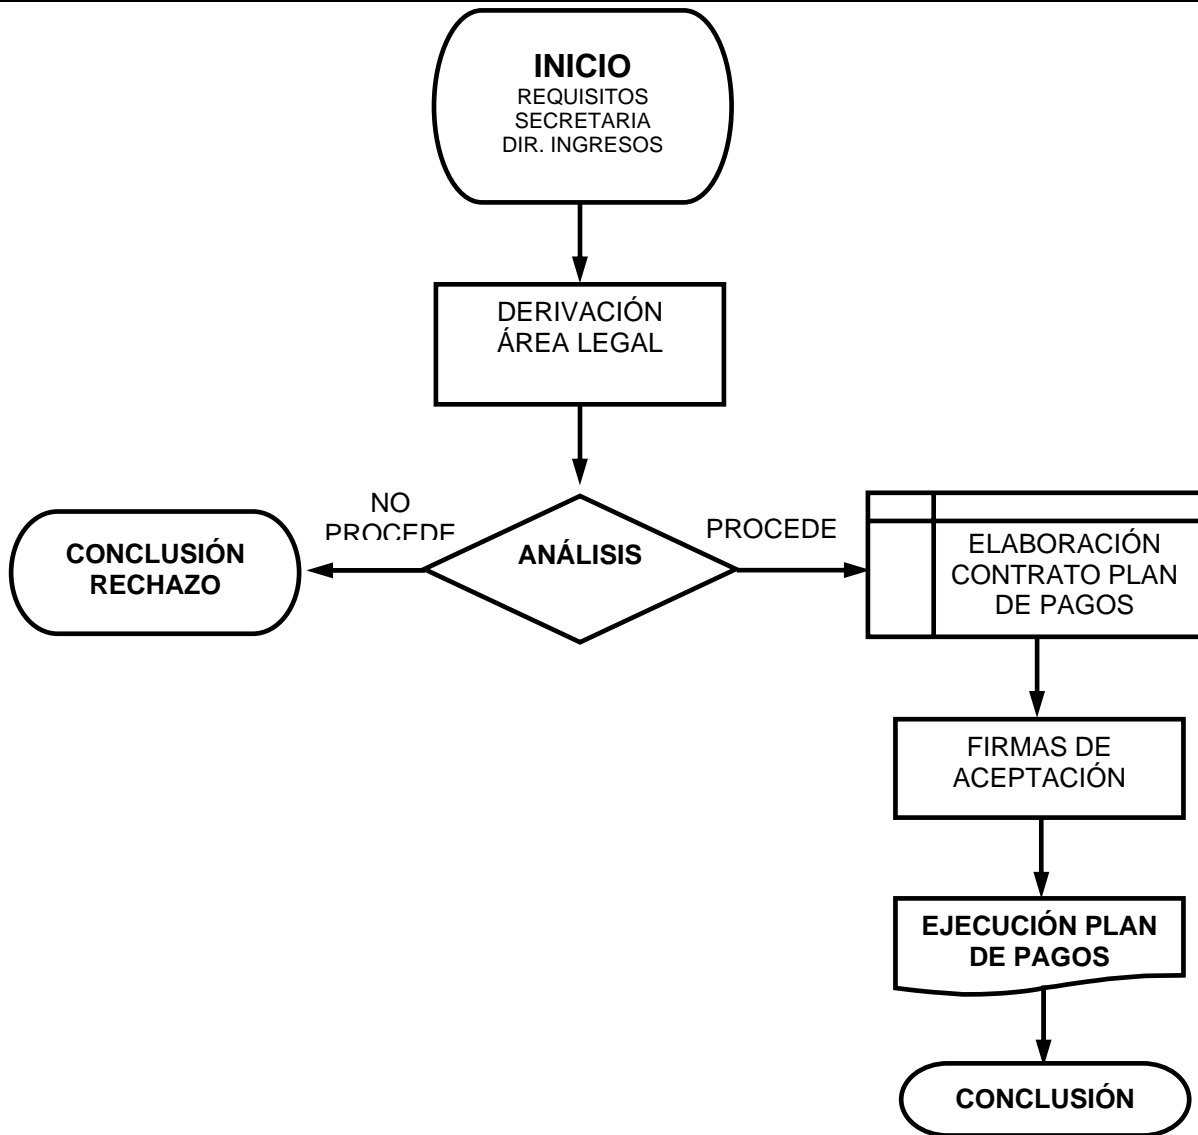 INICIO
REQUISITOS
SECRETARIA
DIR. INGRESOS
DERIVACIÓN
ÁREA LEGAL
NO
PROCEDE
CONCLUSIÓN
RECHAZO
ANÁLISIS
PROCEDE
ELABORACIÓN
CONTRATO PLAN
DE PAGOS
FIRMAS DE
ACEPTACIÓN
EJECUCIÓN PLAN
DE PAGOS
CONCLUSIÓN